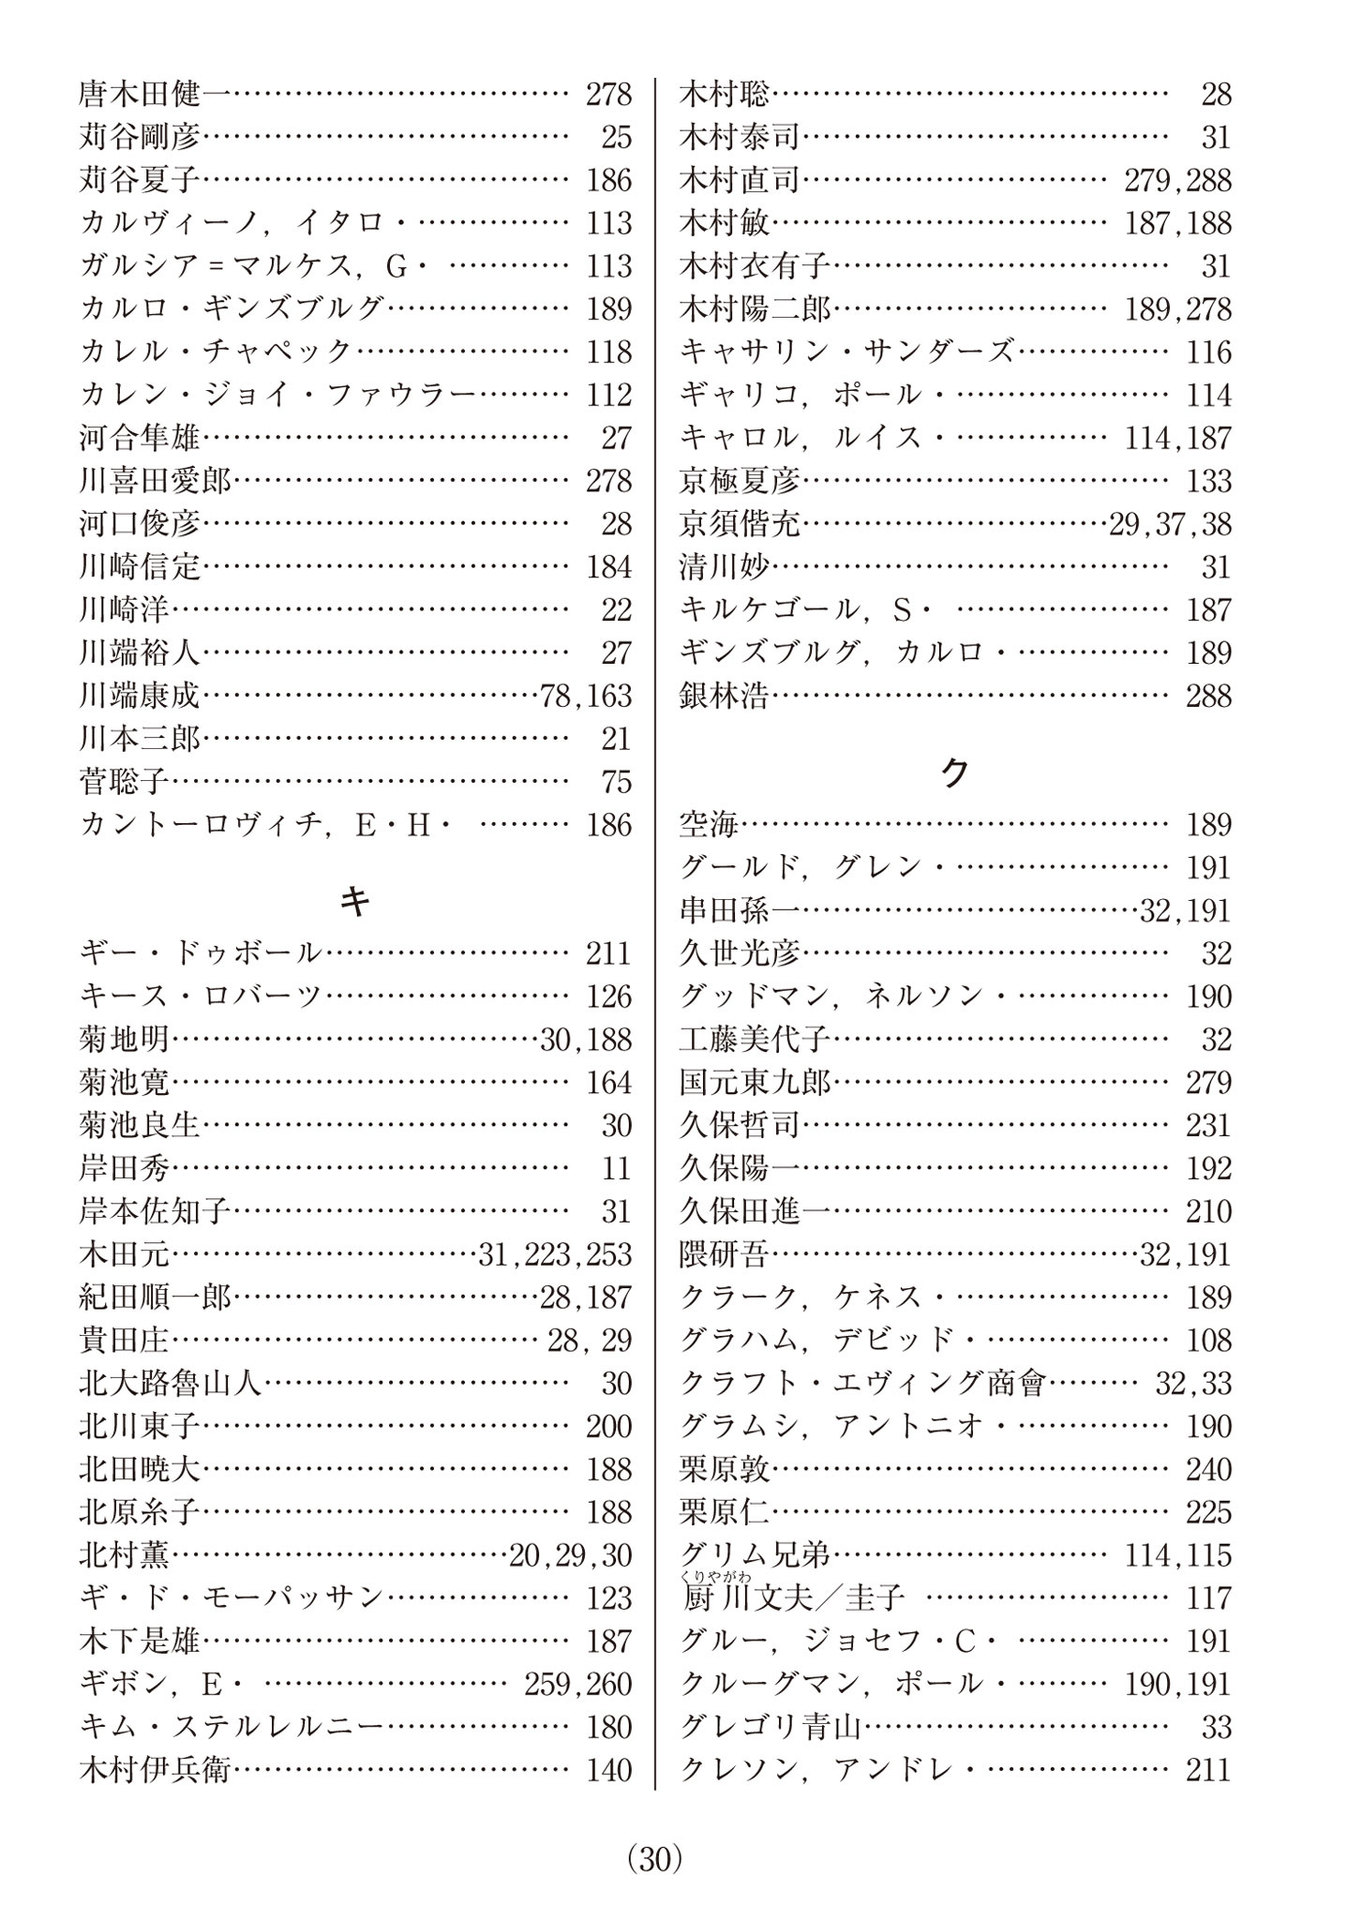 唐木田健一…………………………… 278
苅谷剛彦……………………………… 25
苅谷夏子……………………………… 186
カルヴィーノ，イタロ・…………… 113
ガルシア＝マルケス，G・ ………… 113
カルロ・ギンズブルグ……………… 189
カレル・チャペック………………… 118
カレン・ジョイ・ファウラー……… 112
河合隼雄……………………………… 27
川喜田愛郎…………………………… 278
河口俊彦……………………………… 28
川崎信定……………………………… 184
川崎洋………………………………… 22
川端裕人……………………………… 27
川端康成……………………………78,163
川本三郎……………………………… 21
菅聡子………………………………… 75
カントーロヴィチ，E・H・ ……… 186
キ
ギー・ドゥボール…………………… 211
キース・ロバーツ…………………… 126
菊地明………………………………30,188
菊池寛………………………………… 164
菊池良生……………………………… 30
岸田秀………………………………… 11
岸本佐知子…………………………… 31
木田元…………………………31,223,253
紀田順一郎…………………………28,187
貴田庄……………………………… 28, 29
北大路魯山人………………………… 30
北川東子……………………………… 200
北田暁大……………………………… 188
北原糸子……………………………… 188
北村薫……………………………20,29,30
ギ・ド・モーパッサン……………… 123
木下是雄……………………………… 187
ギボン，E・ …………………… 259,260
キム・ステルレルニー……………… 180
木村伊兵衛…………………………… 140
木村聡………………………………… 28
木村泰司……………………………… 31
木村直司………………………… 279,288
木村敏…………………………… 187,188
木村衣有子…………………………… 31
木村陽二郎……………………… 189,278
キャサリン・サンダーズ…………… 116
ギャリコ，ポール・………………… 114
キャロル，ルイス・…………… 114,187
京極夏彦……………………………… 133
京須偕充…………………………29,37,38
清川妙………………………………… 31
キルケゴール，S・ ………………… 187
ギンズブルグ，カルロ・…………… 189
銀林浩………………………………… 288
ク
空海…………………………………… 189
グールド，グレン・………………… 191
串田孫一……………………………32,191
久世光彦……………………………… 32
グッドマン，ネルソン・…………… 190
工藤美代子…………………………… 32
国元東九郎…………………………… 279
久保哲司……………………………… 231
久保陽一……………………………… 192
久保田進一…………………………… 210
隈研吾………………………………32,191
クラーク，ケネス・………………… 189
グラハム，デビッド・……………… 108
クラフト・エヴィング商會……… 32,33
グラムシ，アントニオ・…………… 190
栗原敦………………………………… 240
栗原仁………………………………… 225
グリム兄弟……………………… 114,115
くりやがわ
厨川文夫／圭子 …………………… 117
グルー，ジョセフ・C・ …………… 191
クルーグマン，ポール・……… 190,191
グレゴリ青山………………………… 33
クレソン，アンドレ・……………… 211
（30）